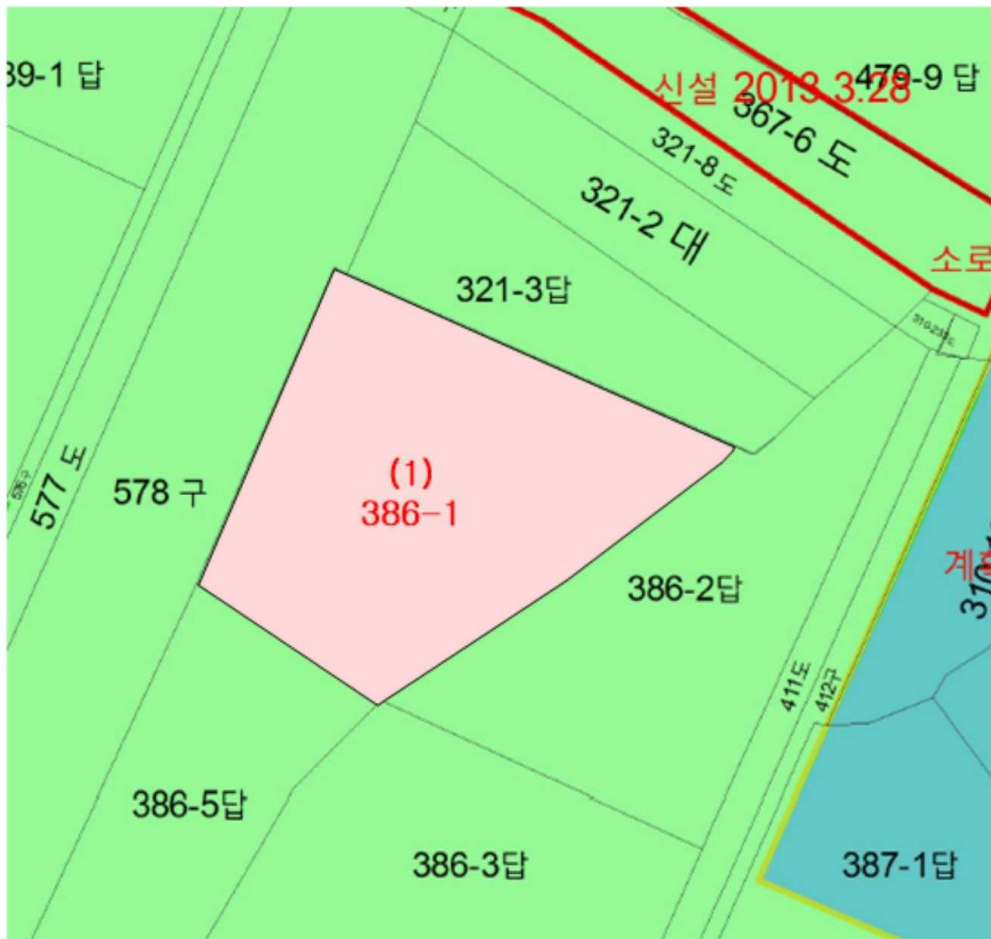 39-1 답
479-9 답
신설 2013.3.28
367-6 도
321-8 도
321-2 대
소로
321-3답
(1)
386-1
577 도
578 구
386-2답
411도
412구
386-5답
386-3답
387-1답